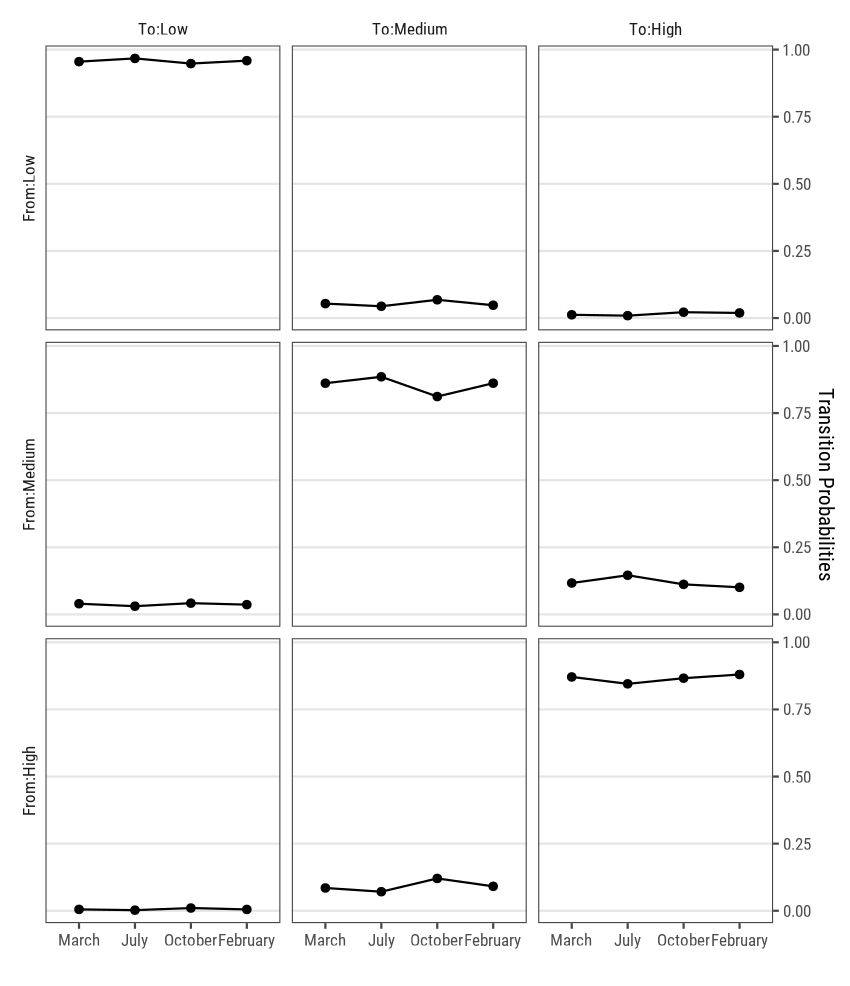 To:Low To:Medium To:High
From:Low
1.00
0.75
0.50
0.25
0.00
From:Medium
1.00
0.75
0.50
0.25
0.00
From:High
1.00
0.75
0.50
0.25
0.00
Transition Probabilities
March July October February March July October February March July October February